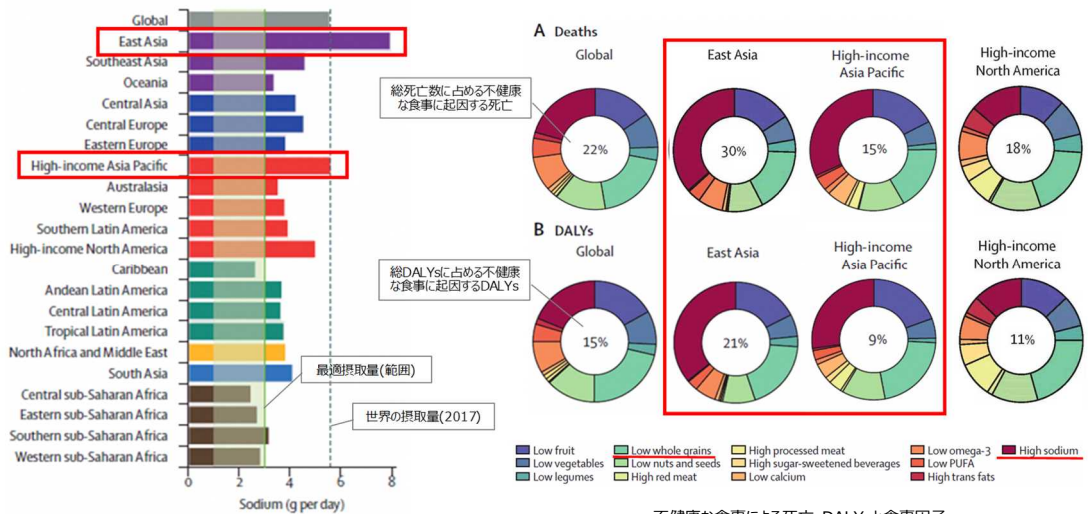 Global
East Asia
Southeast Asia
Oceania
Central Asia
Central Europe
Eastern Europe
High-income Asia Pacific
Australasia
Western Europe
Southern Latin America
High-income North America
Caribbean
Andean Latin America
Central Latin America
Tropical Latin America
North Africa and Middle East
South Asia
Central sub-Saharan Africa
Eastern sub-Saharan Africa
Southern sub-Saharan Africa
Western sub-Saharan Africa
0 2 4 6 8
Sodium (g per day)
最適摂取量(範囲)
世界の摂取量(2017)
A Deaths
Global
East Asia
High-income
Asia Pacific
High-income
North America
総死亡数に占める不健康
な食事に起因する死亡
22%
30%
15%
18%
B DALYs
Global
East Asia
High-income
Asia Pacific
High-income
North America
総DALYsに占める不健康
な食事に起因するDALYs
15%
21%
9%
11%
Low fruit
Low vegetables
Low legumes
Low whole grains
Low nuts and seeds
High red meat
High processed meat
High sugar-sweetened beverages
Low calcium
Low omega-3
Low PUFA
High trans fats
High sodium